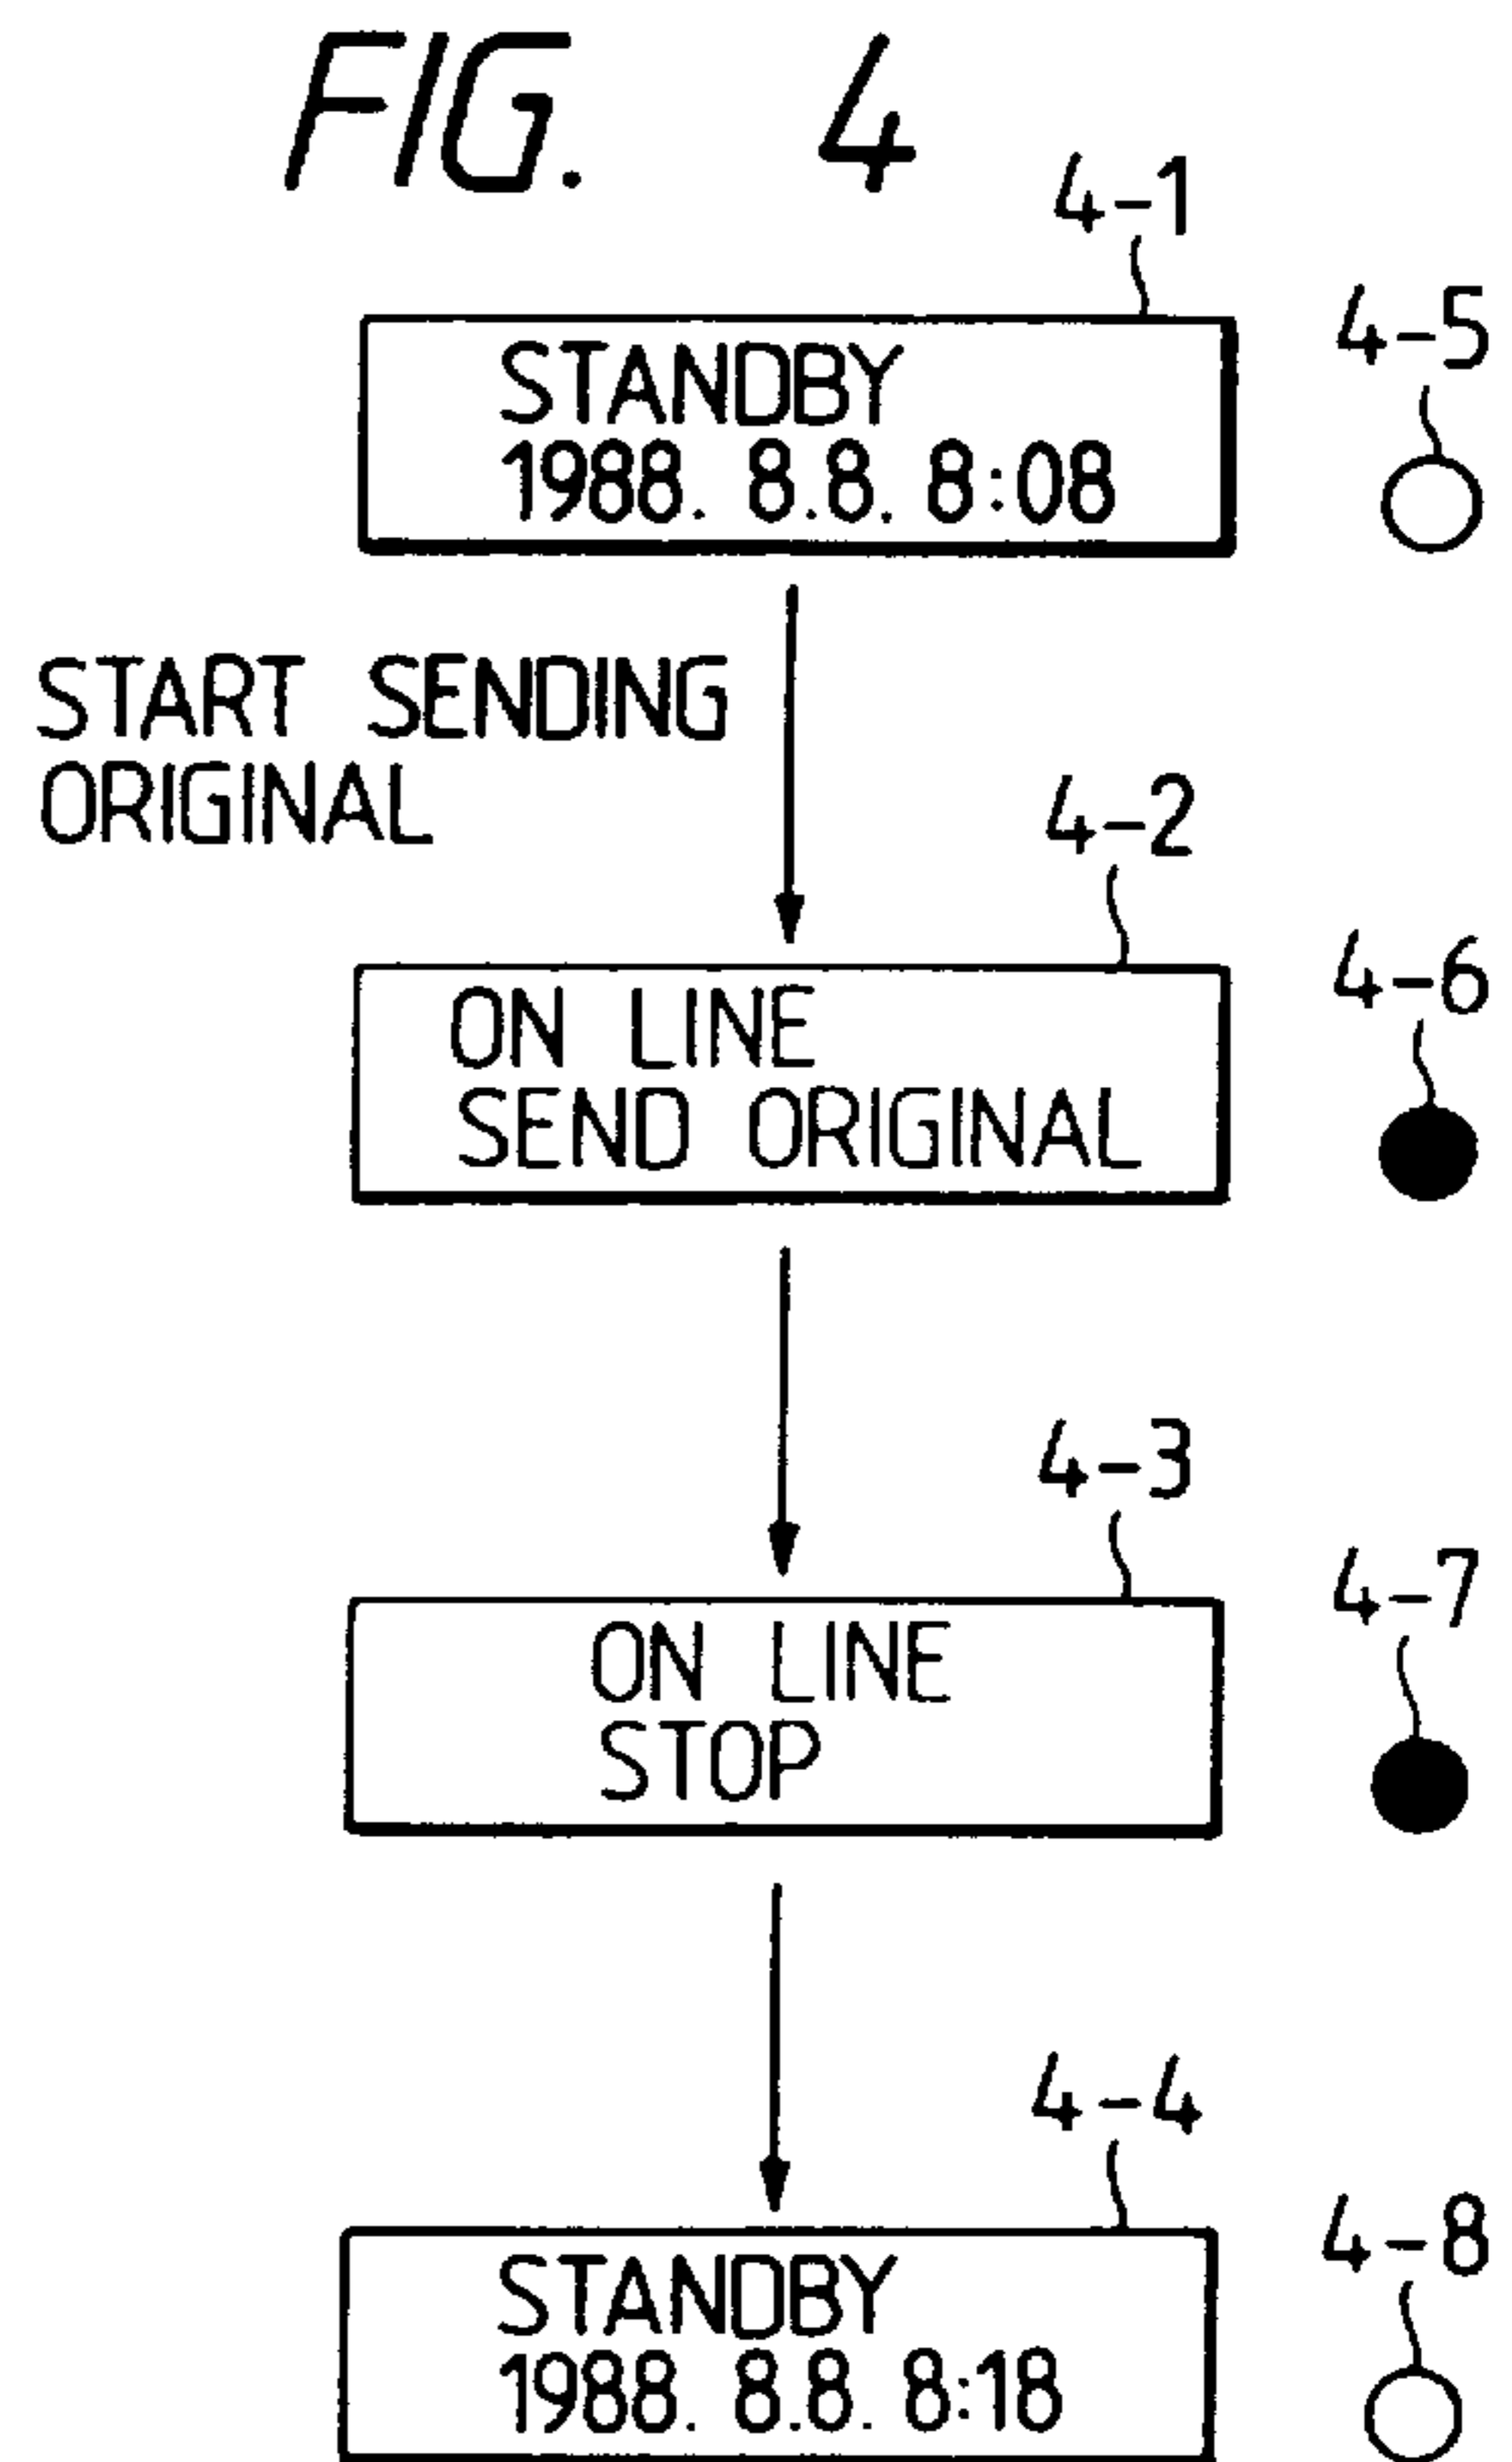 FIG. 4
4-1
4-5
STANDBY
1988. 8.8. 8:08
START SENDING
ORIGINAL
4-2
4-6
ON LINE
SEND ORIGINAL
4-3
4-7
ON LINE
STOP
4-4
4-8
STANDBY
1988. 8.8. 8:18